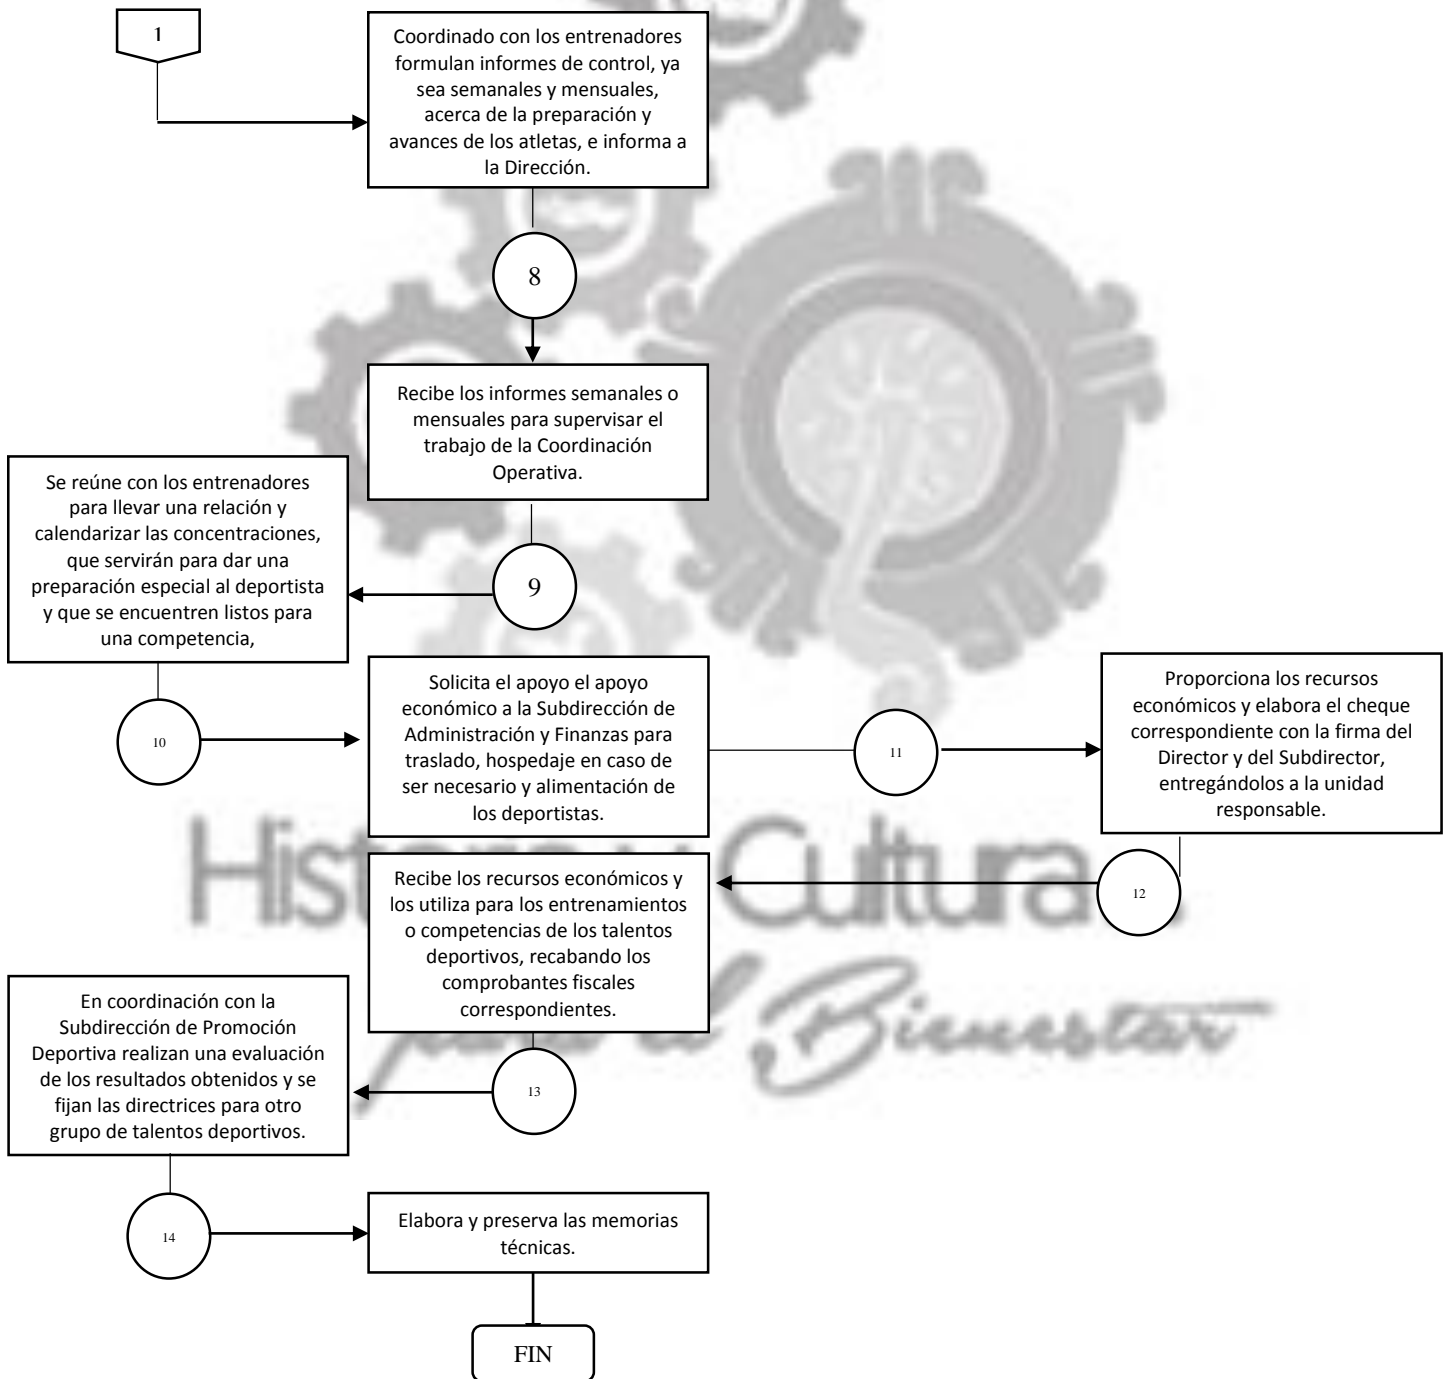 1
Coordinado con los entrenadores
formulan informes de control, ya
sea semanales y mensuales,
acerca de la preparación y
avances de los atletas, e informa a
la Dirección.
8
Recibe los informes semanales o
mensuales para supervisar el
trabajo de la Coordinación
Operativa.
9
Se reúne con los entrenadores
para llevar una relación y
calendarizar las concentraciones,
que servirán para dar una
preparación especial al deportista
y que se encuentren listos para
una competencia,
10
Solicita el apoyo el apoyo
económico a la Subdirección de
Administración y Finanzas para
traslado, hospedaje en caso de
ser necesario y alimentación de
los deportistas.
11
Proporciona los recursos
económicos y elabora el cheque
correspondiente con la firma del
Director y del Subdirector,
entregándolos a la unidad
responsable.
12
Recibe los recursos económicos y
los utiliza para los entrenamientos
o competencias de los talentos
deportivos, recabando los
comprobantes fiscales
correspondientes.
13
En coordinación con la
Subdirección de Promoción
Deportiva realizan una evaluación
de los resultados obtenidos y se
fijan las directrices para otro
grupo de talentos deportivos.
14
Elabora y preserva las memorias
técnicas.
FIN
Cultura
el Bienestar